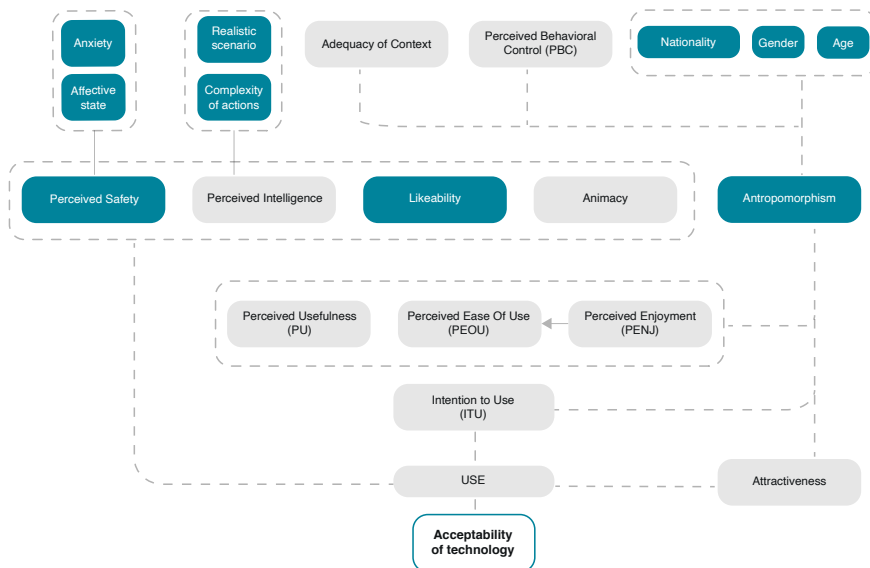 Anxiety
Affective
state
Realistic
scenario
Complexity
of actions
Adequacy of Context
Perceived Behavioral
Control (PBC)
Nationality
Gender
Age
Perceived Safety
Perceived Intelligence
Likeability
Animacy
Antropomorphism
Perceived Usefulness
(PU)
Perceived Ease Of Use
(PEOU)
Perceived Enjoyment
(PENJ)
Intention to Use
(ITU)
USE
Attractiveness
Acceptability
of technology